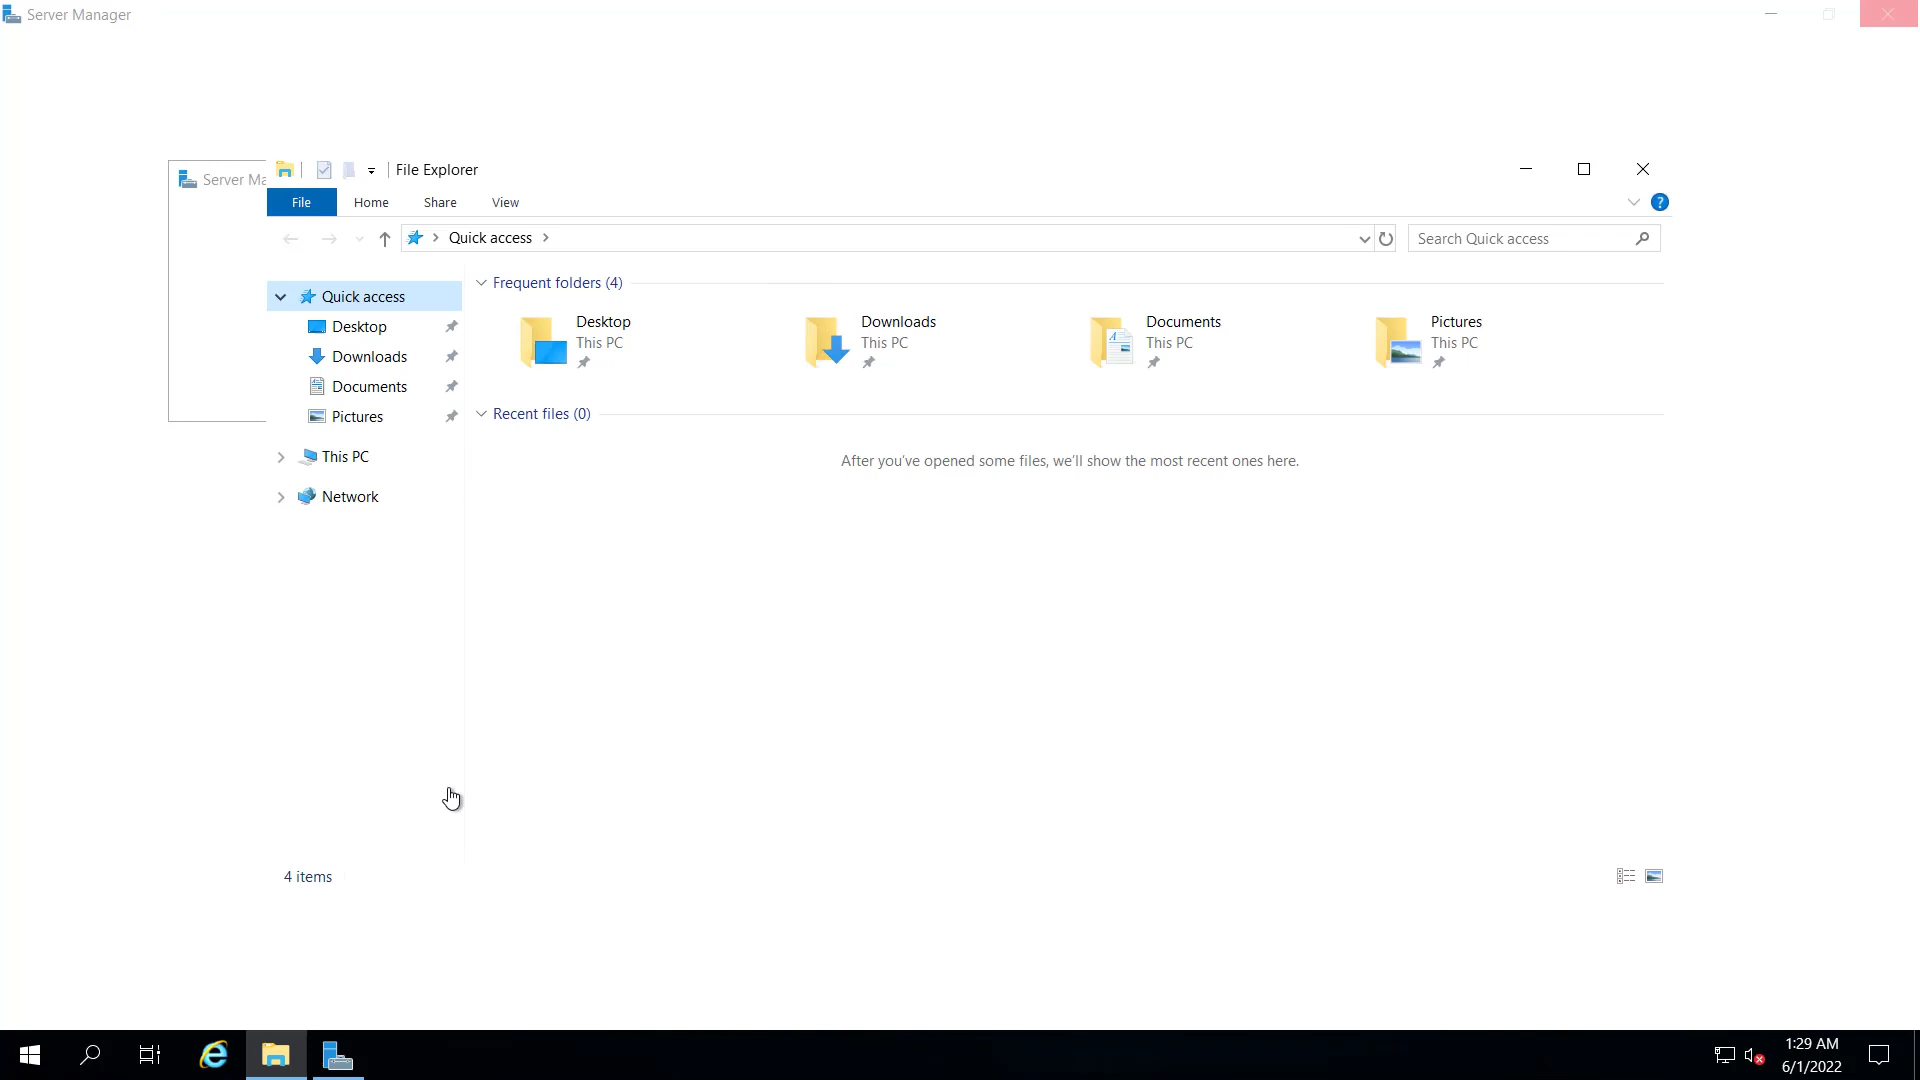 Server Manager
Server Ma
File Explorer
File
Home
Share
View
?
Quick access
Search Quick access
Quick access
Desktop
Downloads
Documents
Pictures
This PC
Network
Frequent folders (4)
Desktop
This PC
Downloads
This PC
Documents
This PC
Pictures
This PC
Recent files (0)
After you've opened some files, we'll show the most recent ones here.
4 items
1:29 AM
6/1/2022